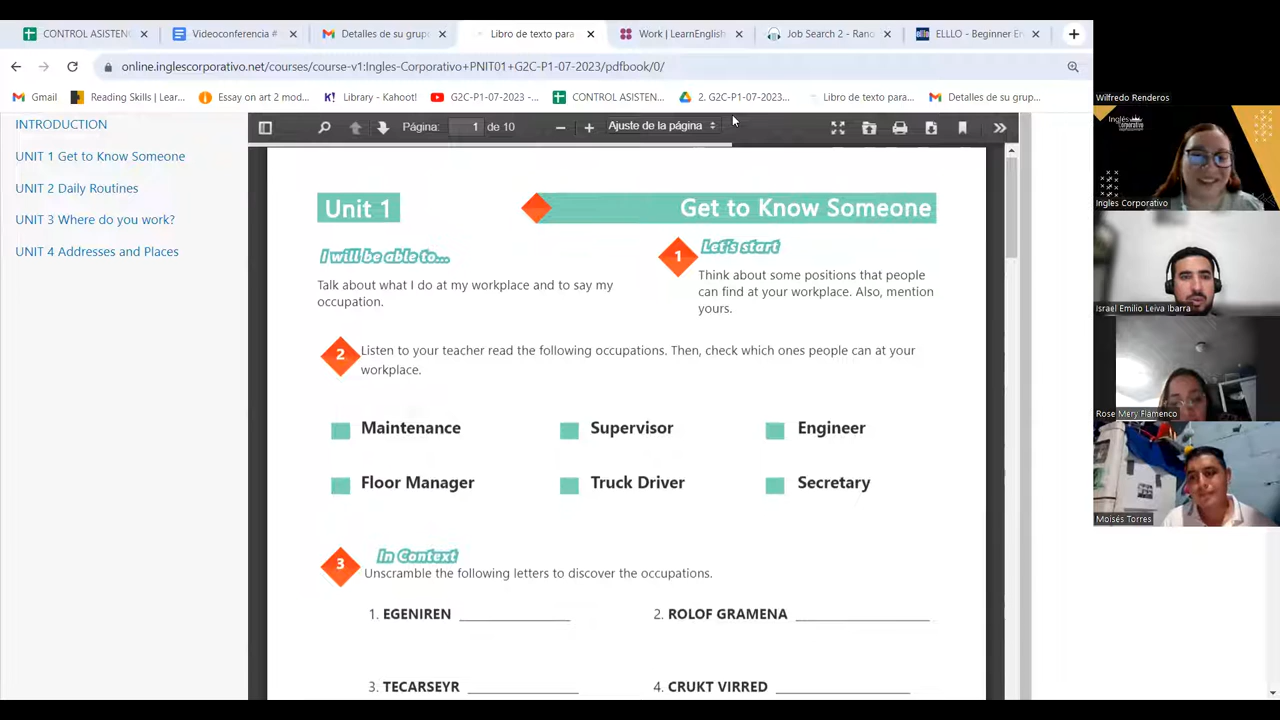 CONTROL ASISTEN
Videoconferencia #
Detalles de su grup
Libro de texto para
Work | LearnEnglish
Job Search 2 - Rand
ELLLO - Beginner En
online.inglescorporativo.net/courses/course-v1:Ingles-Corporativo+PNIT01+G2C-P1-07-2023/pdfbook/0/
Gmail
Reading Skills | Lear...
Essay on art 2 mod...
Library - Kahoot!
G2C-P1-07-2023 -...
CONTROL ASISTEN...
2. G2C-P1-07-2023...
Libro de texto para...
Detalles de su grup...
INTRODUCTION
UNIT 1 Get to Know Someone
UNIT 2 Daily Routines
UNIT 3 Where do you work?
UNIT 4 Addresses and Places
Página: 1 de 10
Ajuste de la página
Unit 1
Get to Know Someone
I will be able to...
Talk about what I do at my workplace and to say my
occupation.
1
Let's start
Think about some positions that people
can find at your workplace. Also, mention
yours.
2
Listen to your teacher read the following occupations. Then, check which ones people can at your
workplace.
Maintenance
Supervisor
Engineer
Floor Manager
Truck Driver
Secretary
3
In Context
Unscramble the following letters to discover the occupations.
1. EGENIREN ______________
2. ROLOF GRAMENA ______________
3. TECARSEYR ______________
4. CRUKT VIRRED ______________
Wilfredo Renderos
Inglés
Corporativo
Ingles Corporativo
Israel Emilio Leiva Ibarra
Rose Mery Flamenco
Moisés Torres